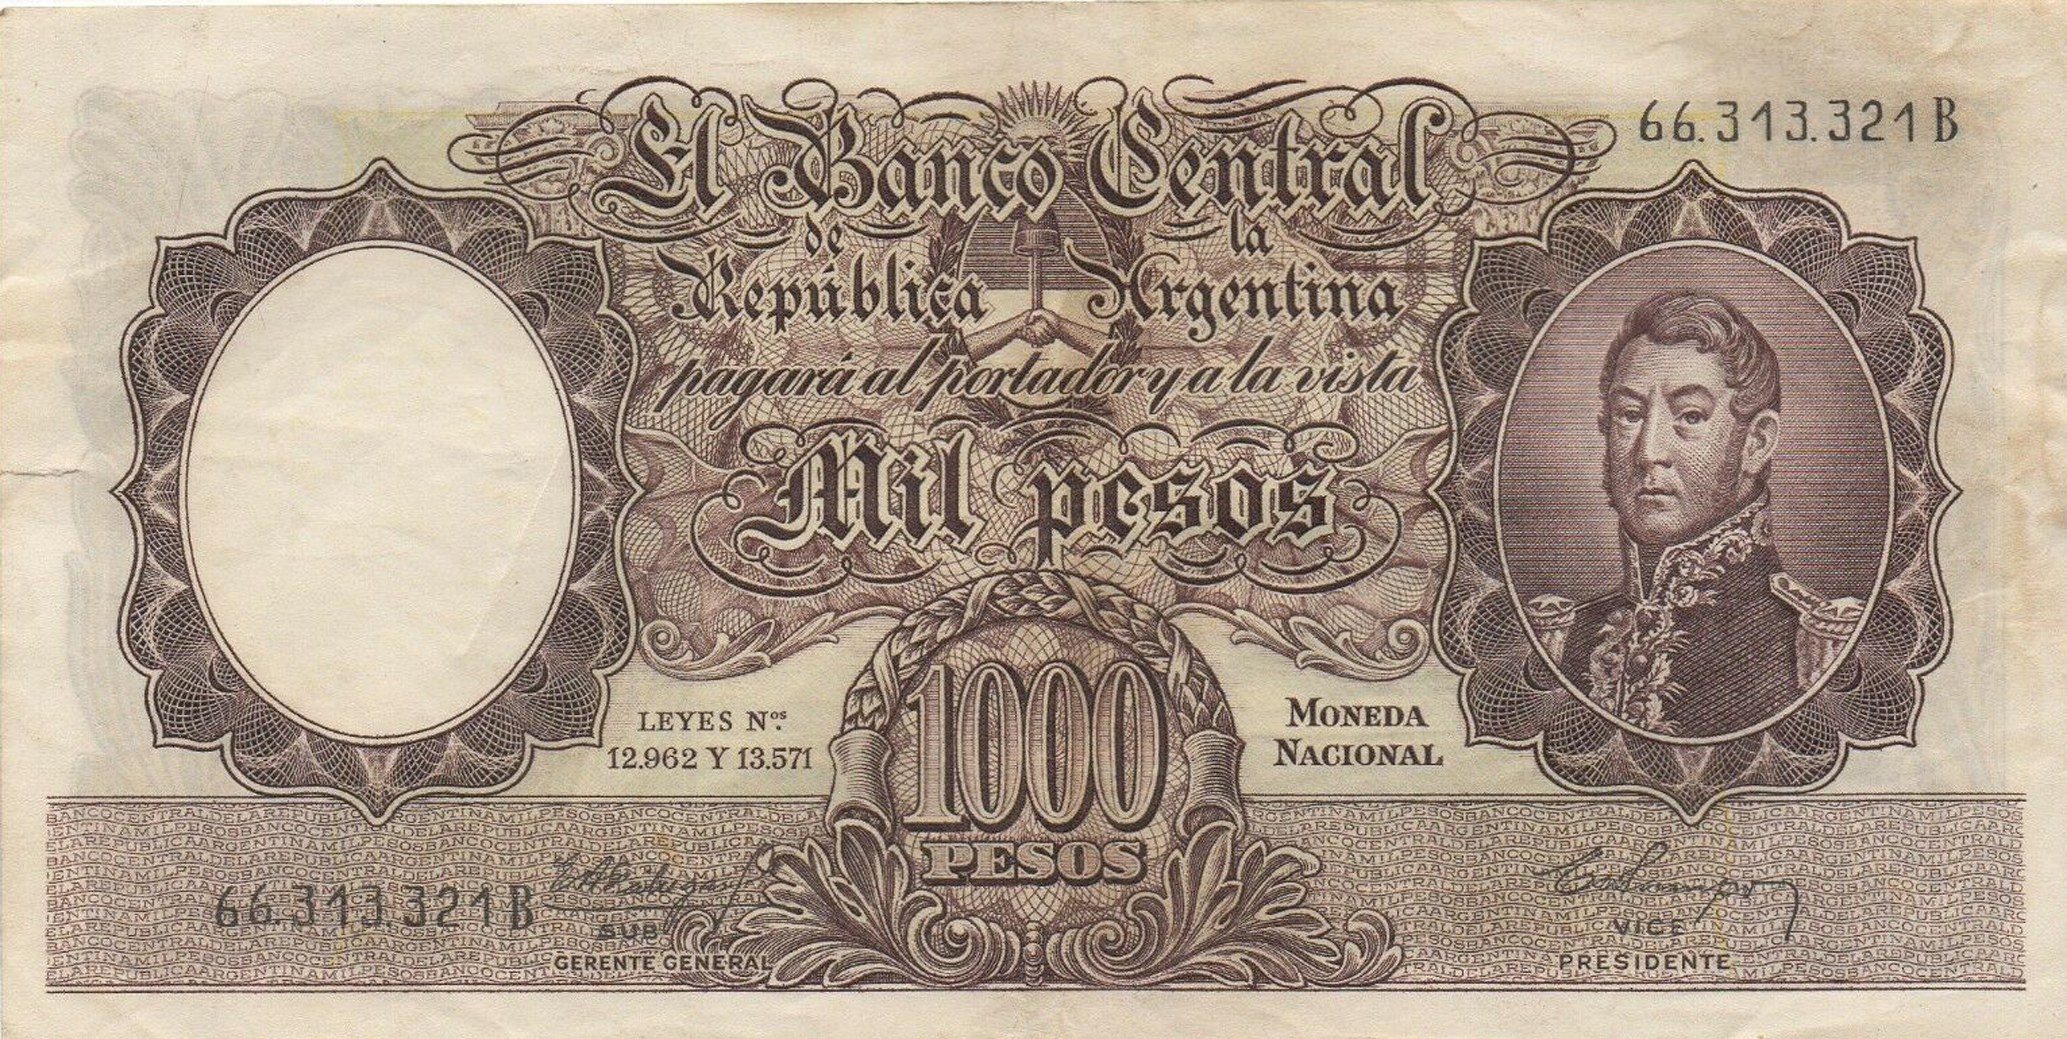 66.313.321 B
El Banco Central
de la
República Argentina
pagará al portador y a la vista
Mil pesos
1000
PESOS
LEYES Nos.
12.962 Y 13.571
MONEDA
NACIONAL
66.313.321 B
SUB
GERENTE GENERAL
VICE
PRESIDENTE